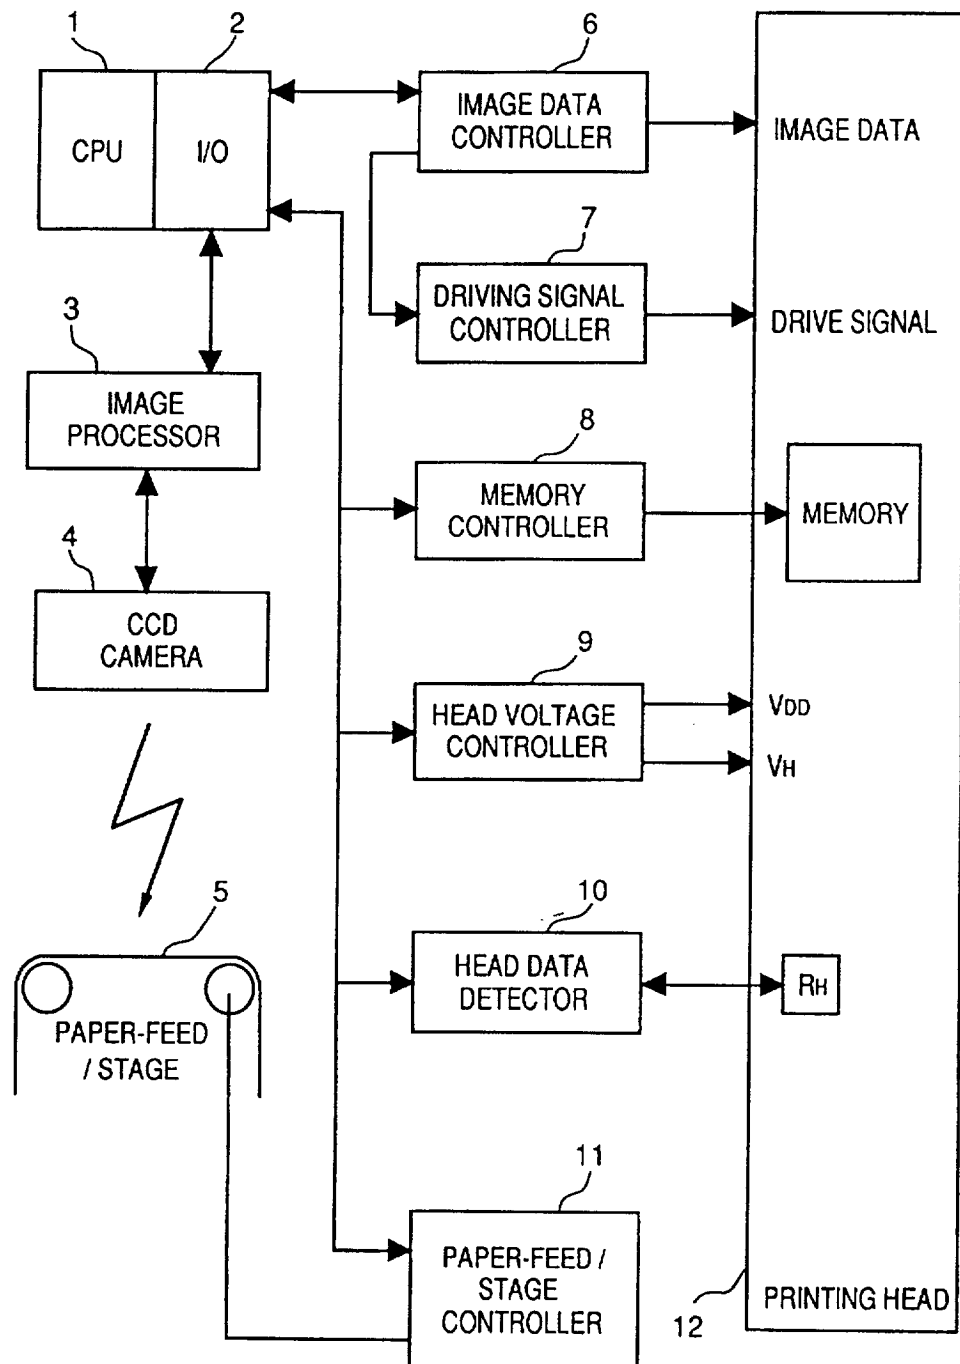 1
2
6
CPU
I/O
IMAGE DATA
CONTROLLER
IMAGE DATA
7
DRIVING SIGNAL
CONTROLLER
DRIVE SIGNAL
3
IMAGE
PROCESSOR
8
MEMORY
CONTROLLER
MEMORY
4
CCD
CAMERA
9
HEAD VOLTAGE
CONTROLLER
VDD
VH
5
PAPER-FEED
/ STAGE
10
HEAD DATA
DETECTOR
RH
11
PAPER-FEED /
STAGE
CONTROLLER
12
PRINTING HEAD